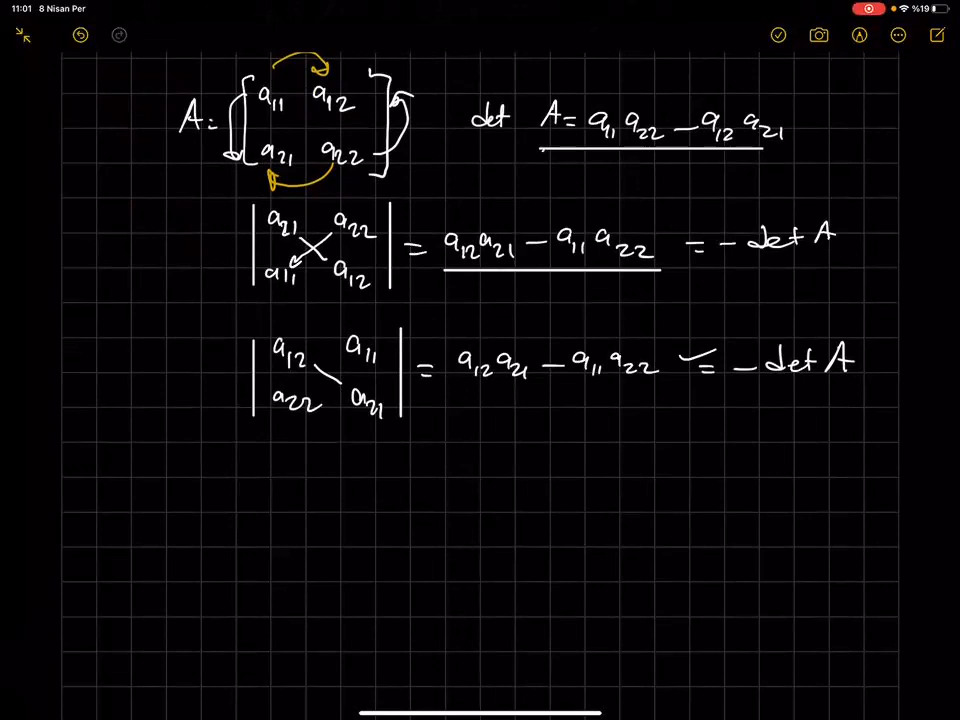 11:01 8 Nisan Per %19
A = [ a11 a12 det A = a11 a22 - a12 a21
a21 a22 ]
| a21 a22 | = a12 a21 - a11 a22 = - det A
| a11 a12 |
| a12 a11 | = a12 a21 - a11 a22 = - det A
| a22 a21 |